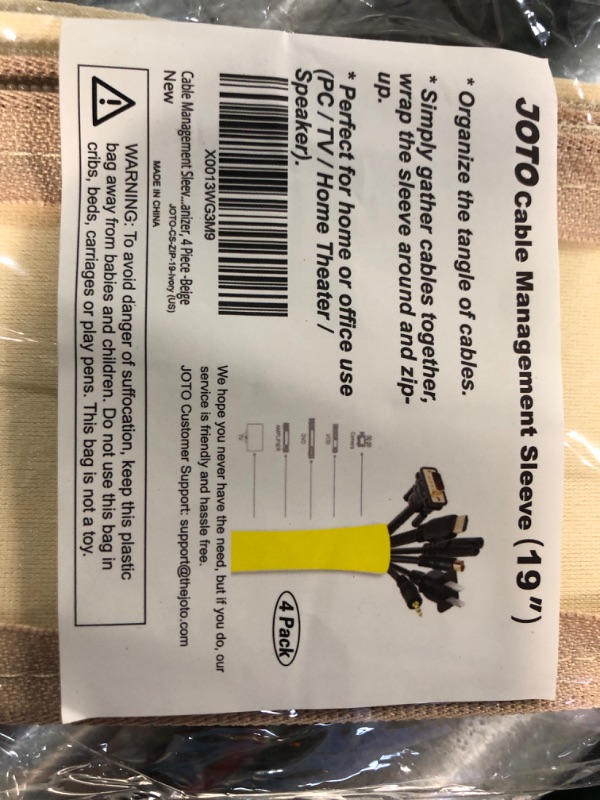 JOTO Cable Management Sleeve (19")
* Organize the tangle of cables.
* Simply gather cables together,
wrap the sleeve around and zip-
up.
* Perfect for home or office use
(PC / TV / Home Theater /
Speaker).
X0013WG3M9
Cable Management Sleev...anizer, 4 Piece -Beige
New
JOTO-CS-ZIP-19-Ivory (US)
MADE IN CHINA
VCD
DVD
AMPLIFIER
TV
4 Pack
We hope you never have the need, but if you do, our
service is friendly and hassle free.
JOTO Customer Support: support@thejoto.com
WARNING: To avoid danger of suffocation, keep this plastic
bag away from babies and children. Do not use this bag in
cribs, beds, carriages or play pens. This bag is not a toy.